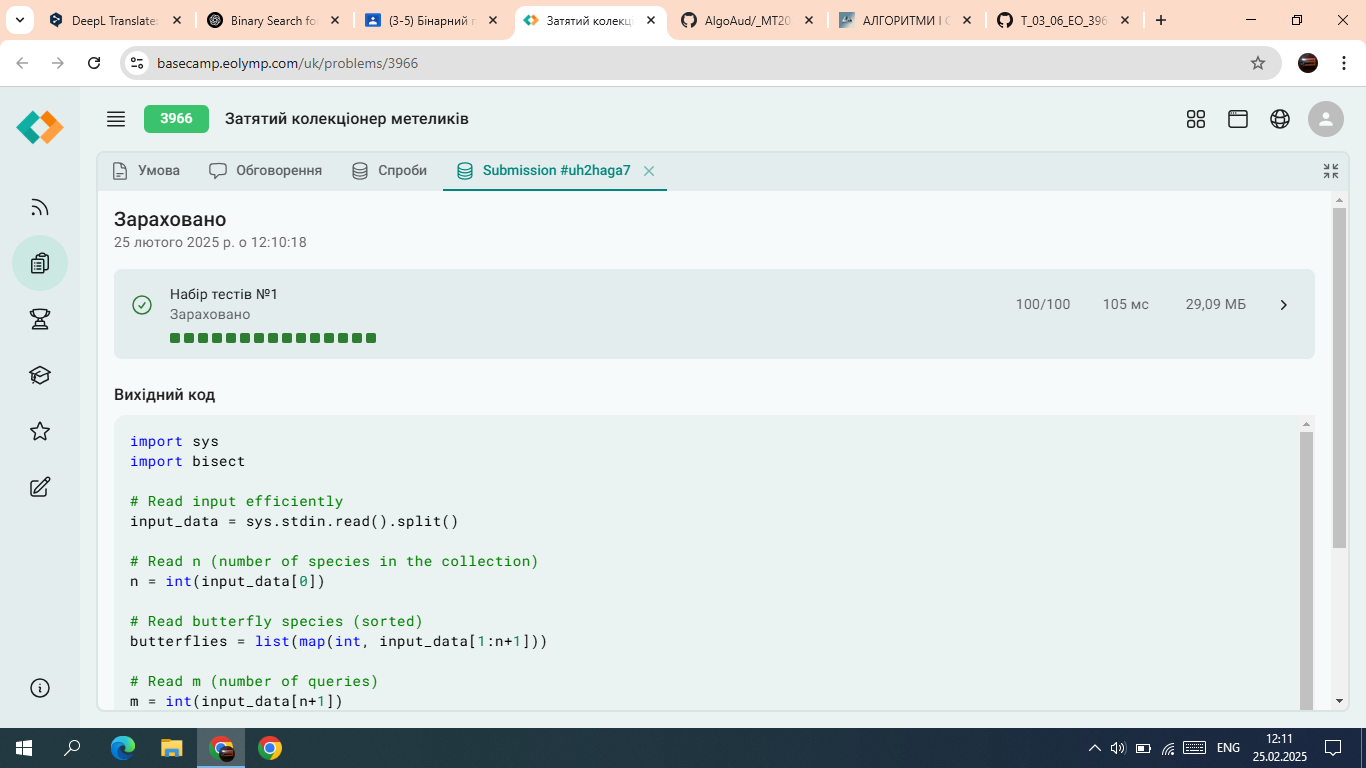 DeepL Translate:
Binary Search fo
(3-5) Бінарний п
Затятий колекці
AlgoAud/_MT20
АЛГОРИТМИ І С
T_03_06_EO_396
basecamp.eolymp.com/uk/problems/3966
3966
Затятий колекціонер метеликів
Умова
Обговорення
Спроби
Submission #uh2haga7
Зараховано
25 лютого 2025 р. о 12:10:18
Набір тестів №1
Зараховано
100/100
105 мс
29,09 МБ
Вихідний код
import sys
import bisect
# Read input efficiently
input_data = sys.stdin.read().split()
# Read n (number of species in the collection)
n = int(input_data[0])
# Read butterfly species (sorted)
butterflies = list(map(int, input_data[1:n+1]))
# Read m (number of queries)
m = int(input_data[n+1])
ENG
12:11
25.02.2025